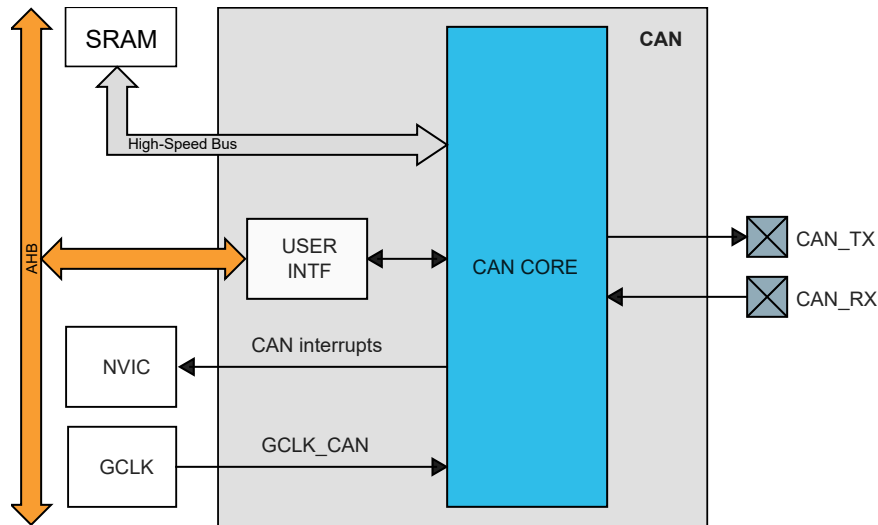 SRAM
CAN
High-Speed Bus
AHB
USER
INTF
CAN CORE
CAN_TX
CAN_RX
NVIC
CAN interrupts
GCLK
GCLK_CAN